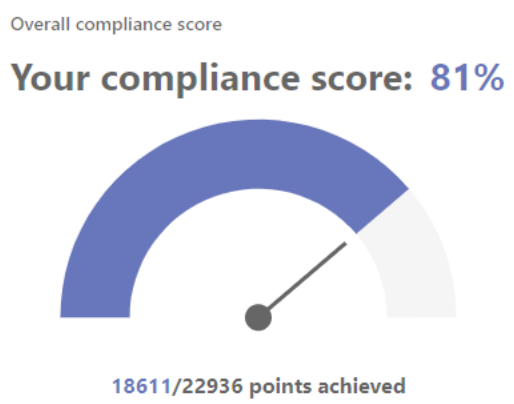 Overall compliance score
Your compliance score: 81%
18611/22936 points achieved